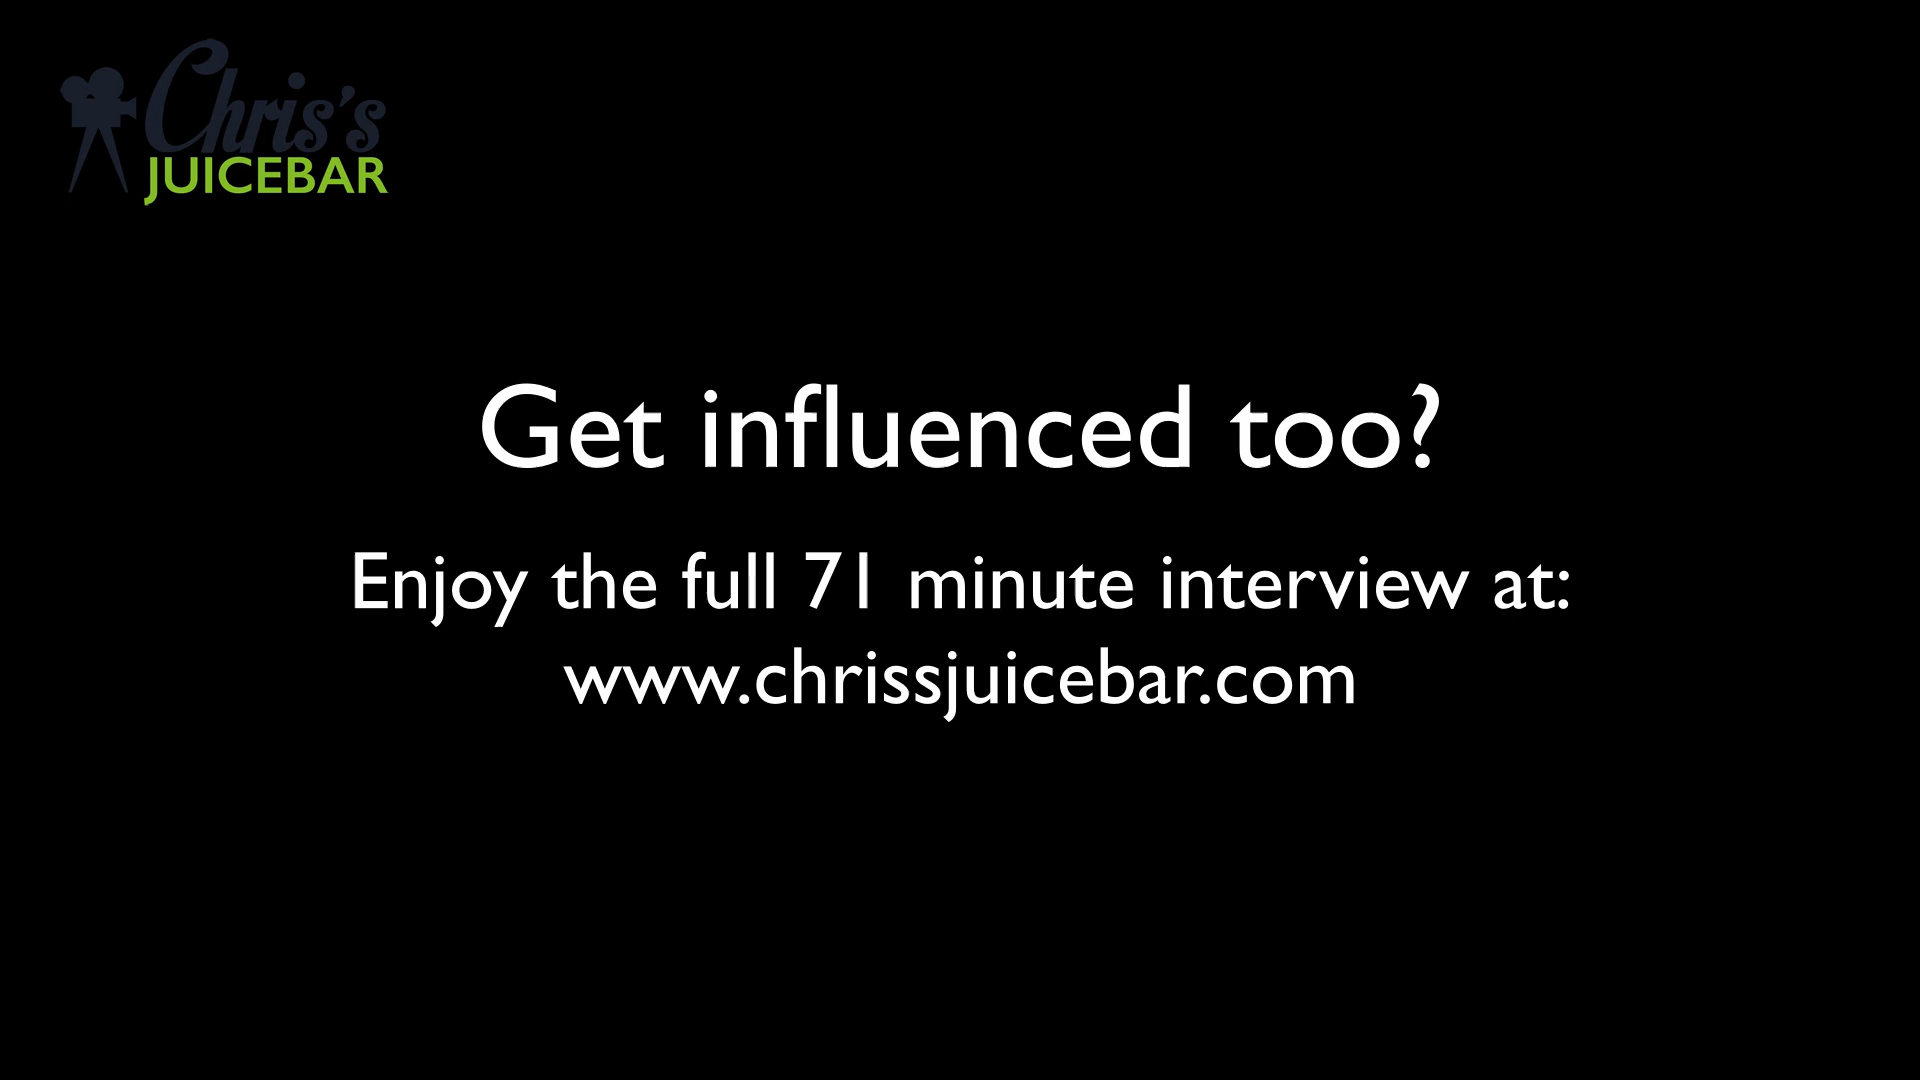 Chris's
JUICEBAR
Get influenced too?
Enjoy the full 71 minute interview at:
www.chrissjuicebar.com